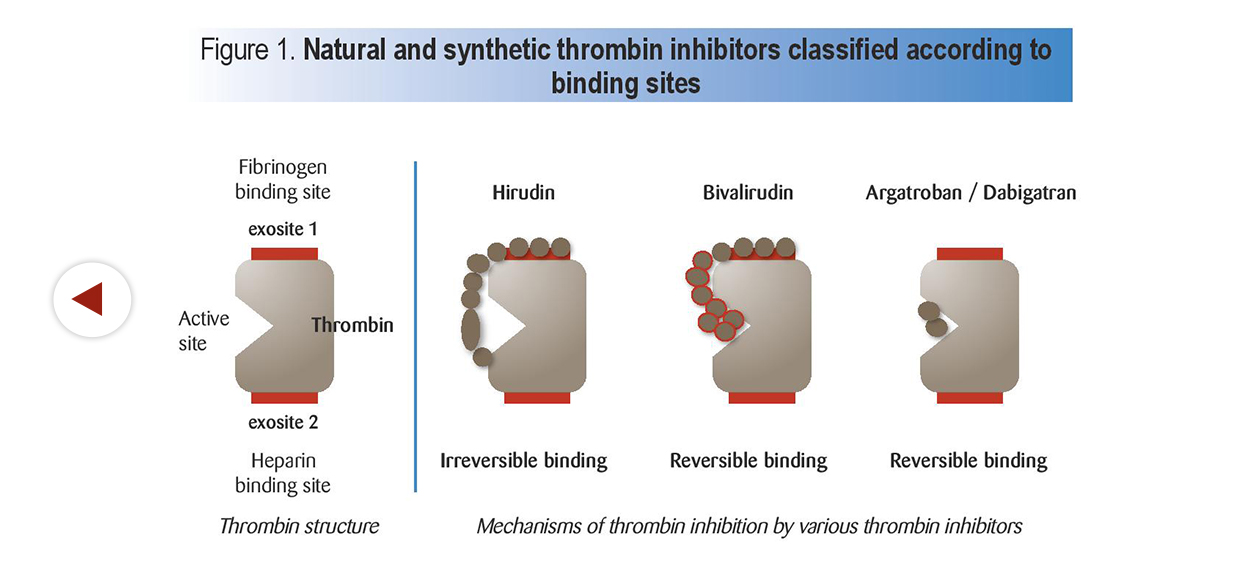 Figure 1. Natural and synthetic thrombin inhibitors classified according to
binding sites
Fibrinogen
binding site
exosite 1
Active
site
Thrombin
exosite 2
Heparin
binding site
Thrombin structure
Hirudin
Irreversible binding
Bivalirudin
Reversible binding
Argatroban / Dabigatran
Reversible binding
Mechanisms of thrombin inhibition by various thrombin inhibitors